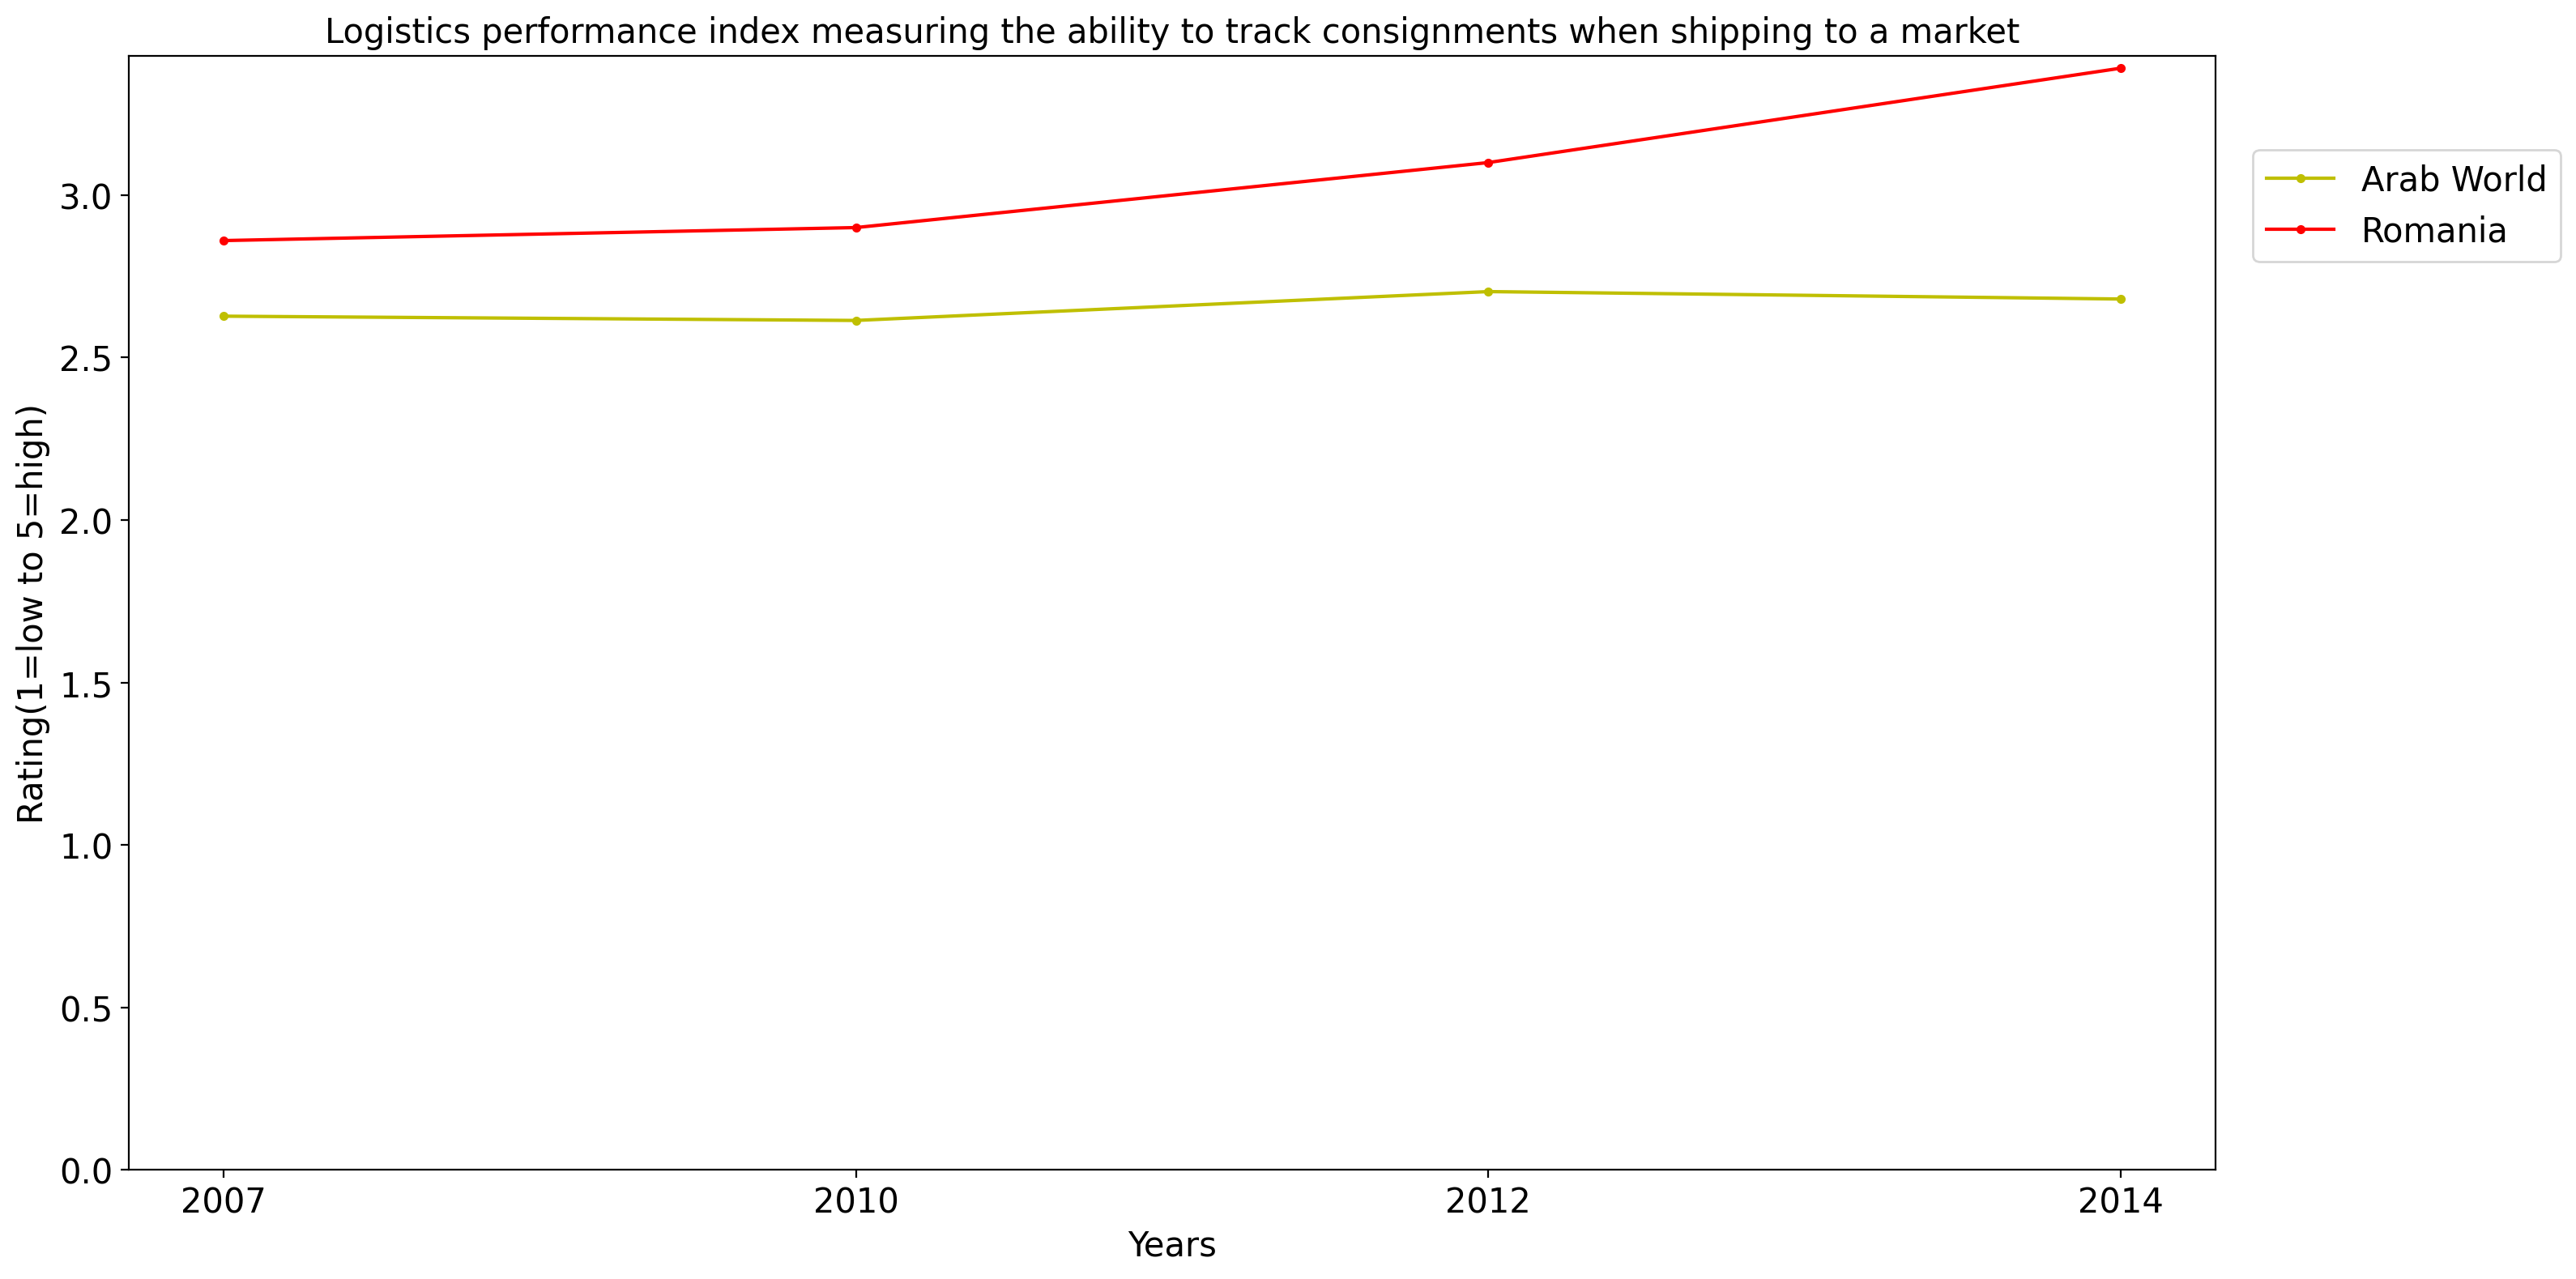 Logistics performance index measuring the ability to track consignments when shipping to a market
Rating(1=low to 5=high)
3.0
2.5
2.0
1.5
1.0
0.5
0.0
2007 2010 2012 2014
Years
Arab World
Romania